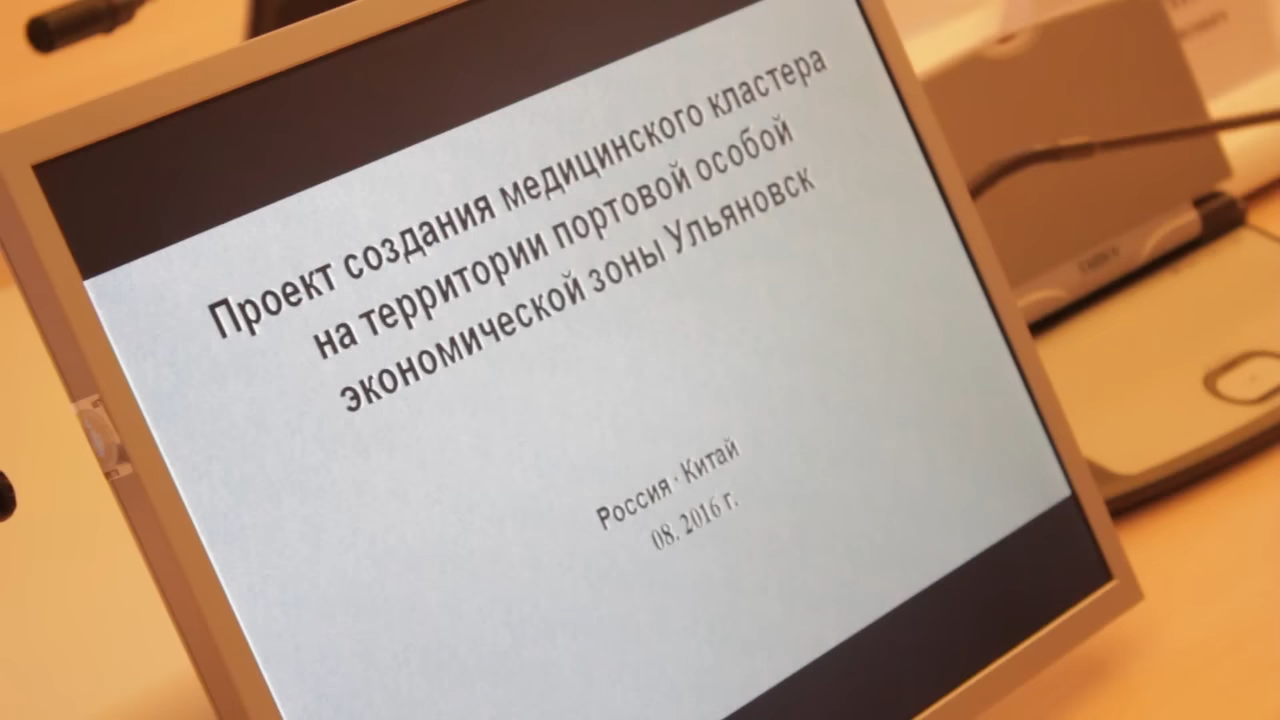 Проект создания медицинского кластера
на территории портовой особой
экономической зоны Ульяновск
Россия · Китай
08. 2016 г.